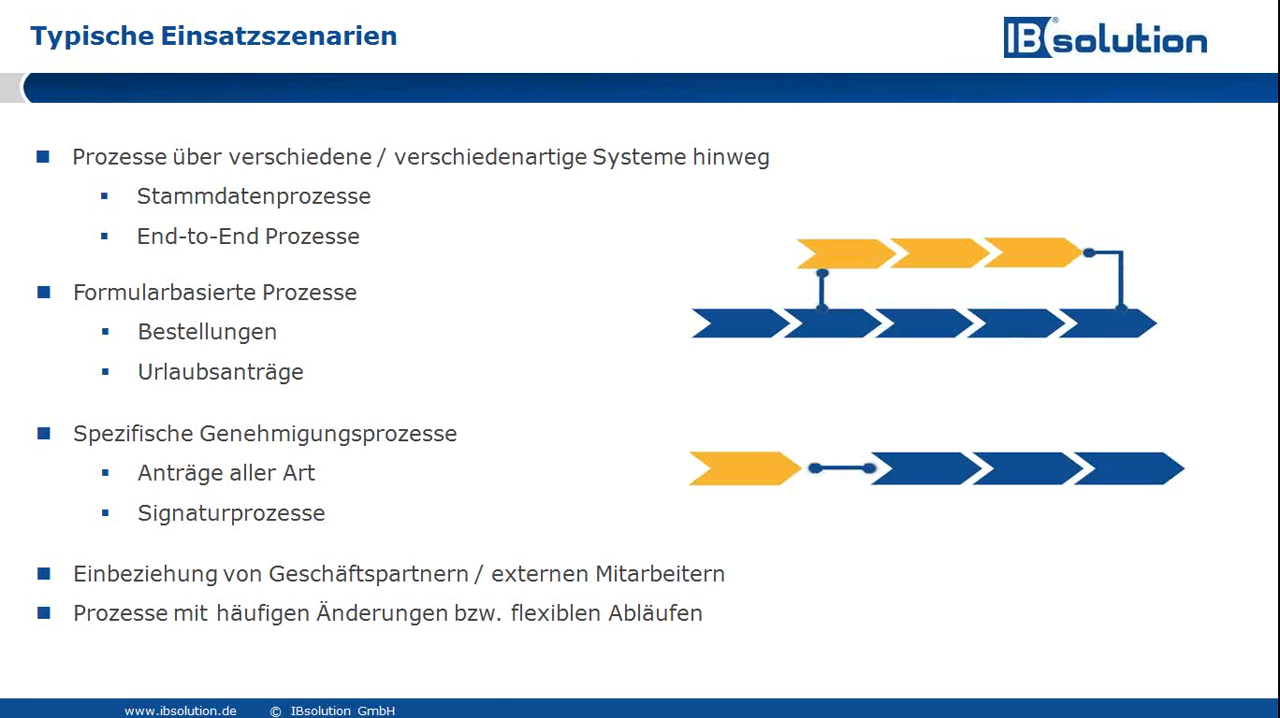 Typische Einsatzszenarien
IBsolution®
Prozesse über verschiedene / verschiedenartige Systeme hinweg
Stammdatenprozesse
End-to-End Prozesse
Formularbasierte Prozesse
Bestellungen
Urlaubsanträge
Spezifische Genehmigungsprozesse
Anträge aller Art
Signaturprozesse
Einbeziehung von Geschäftspartnern / externen Mitarbeitern
Prozesse mit häufigen Änderungen bzw. flexiblen Abläufen
www.ibsolution.de © IBsolution GmbH